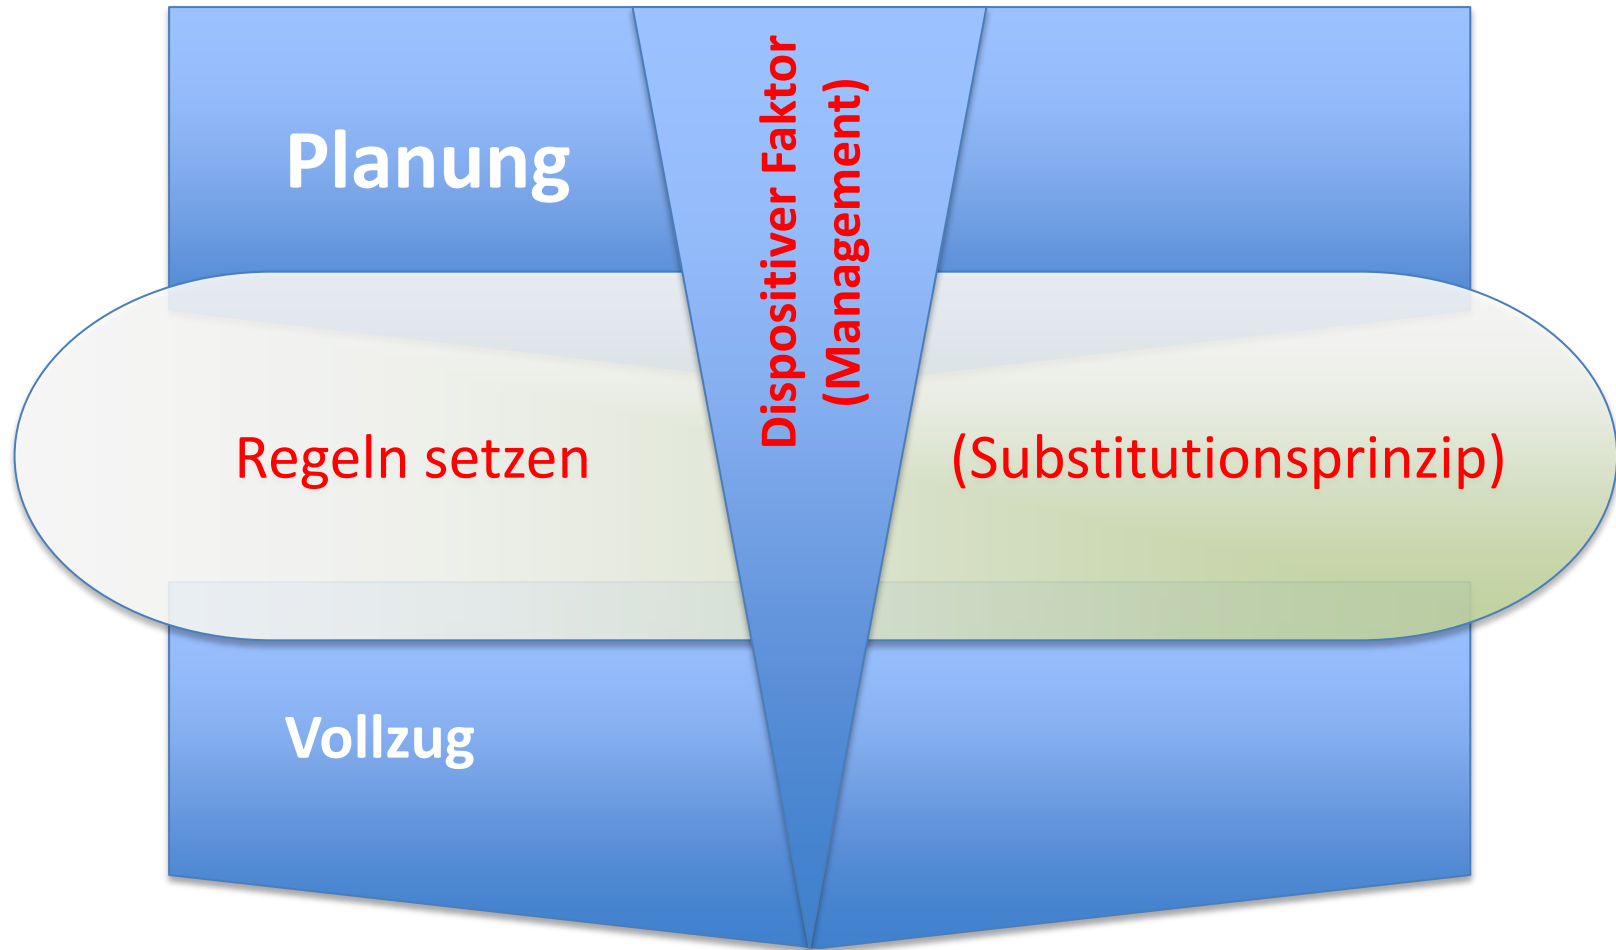 Planung
Dispositiver Faktor
(Management)
Regeln setzen
(Substitutionsprinzip)
Vollzug